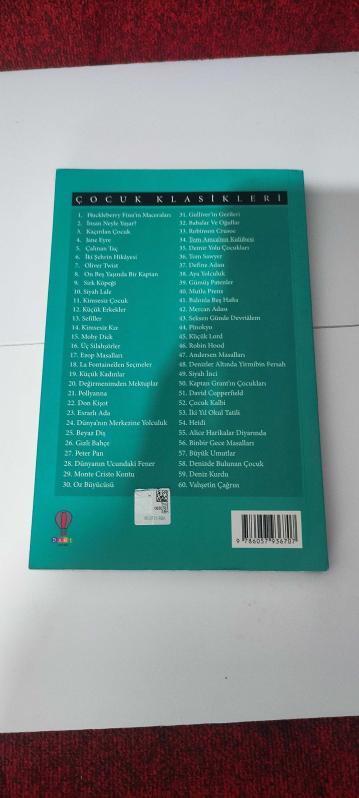 ÇOCUK KLASİKLERİ
1. Huckleberry Finn'in Maceraları
2. İnsan Neyle Yaşar?
3. Kaçırılan Çocuk
4. Jane Eyre
5. Çalınan Taç
6. İki Şehrin Hikâyesi
7. Oliver Twist
8. On Beş Yaşında Bir Kaptan
9. Sirk Köpeği
10. Siyah Lale
11. Kimsesiz Çocuk
12. Küçük Erkekler
13. Sefiller
14. Kimsesiz Kız
15. Moby Dick
16. Üç Silahşörler
17. Ezop Masalları
18. La Fontaine'den Seçmeler
19. Küçük Kadınlar
20. Değirmenimden Mektuplar
21. Pollyanna
22. Don Kişot
23. Esrarlı Ada
24. Dünya'nın Merkezine Yolculuk
25. Beyaz Diş
26. Gizli Bahçe
27. Peter Pan
28. Dünyanın Ucundaki Fener
29. Monte Cristo Kontu
30. Oz Büyücüsü
31. Gulliver'in Gezileri
32. Babalar Ve Oğullar
33. Robinson Crusoe
34. Tom Amca'nın Kulübesi
35. Demir Yolu Çocukları
36. Tom Sawyer
37. Define Adası
38. Aya Yolculuk
39. Gümüş Patenler
40. Mutlu Prens
41. Balonla Beş Hafta
42. Mercan Adası
43. Seksen Günde Devriâlem
44. Pinokyo
45. Küçük Lord
46. Robin Hood
47. Andersen Masalları
48. Denizler Altında Yirmibin Fersah
49. Siyah İnci
50. Kaptan Grant'ın Çocukları
51. David Copperfield
52. Çocuk Kalbi
53. İki Yıl Okul Tatili
54. Heidi
55. Alice Harikalar Diyarında
56. Binbir Gece Masalları
57. Büyük Umutlar
58. Denizde Bulunan Çocuk
59. Deniz Kurdu
60. Vahşetin Çağrısı
DAHİ
9 786057 936707